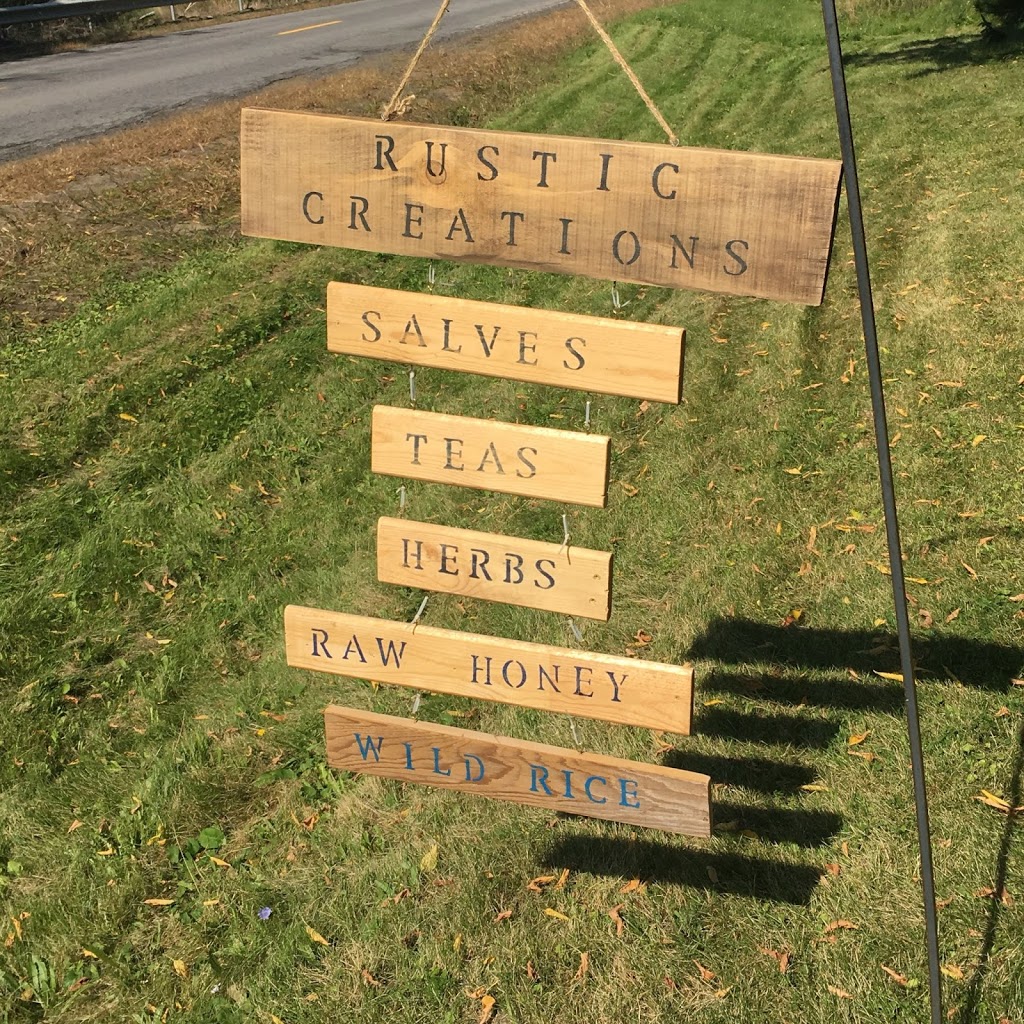 RUSTIC
CREATIONS
SALVES
TEAS
HERBS
RAW HONEY
WILD RICE